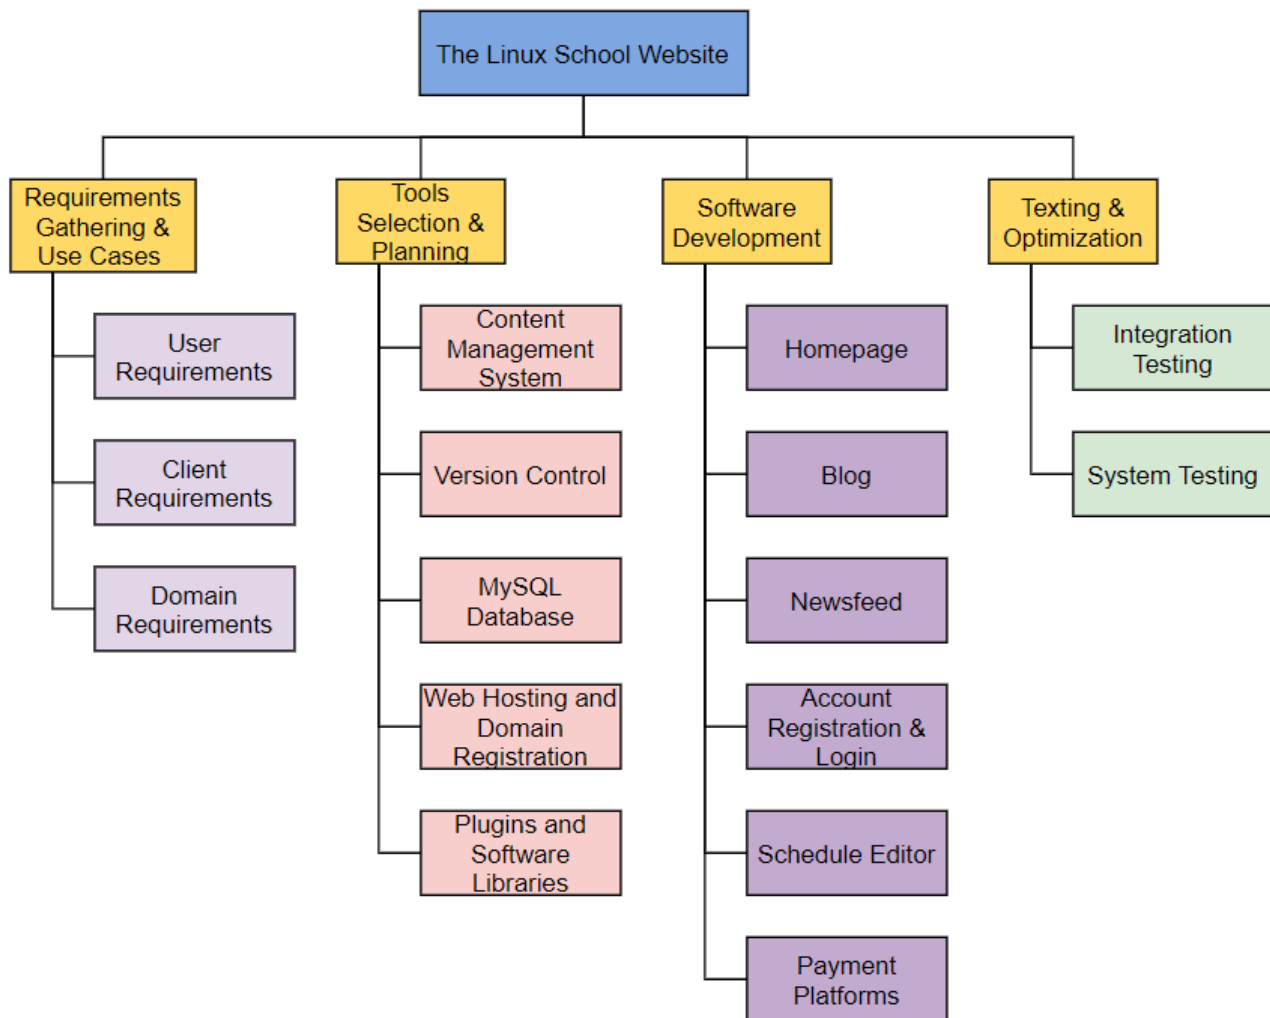 The Linux School Website
Requirements
Gathering &
Use Cases
User
Requirements
Client
Requirements
Domain
Requirements
Tools
Selection &
Planning
Content
Management
System
Version Control
MySQL
Database
Web Hosting and
Domain
Registration
Plugins and
Software
Libraries
Software
Development
Homepage
Blog
Newsfeed
Account
Registration &
Login
Schedule Editor
Payment
Platforms
Texting &
Optimization
Integration
Testing
System Testing